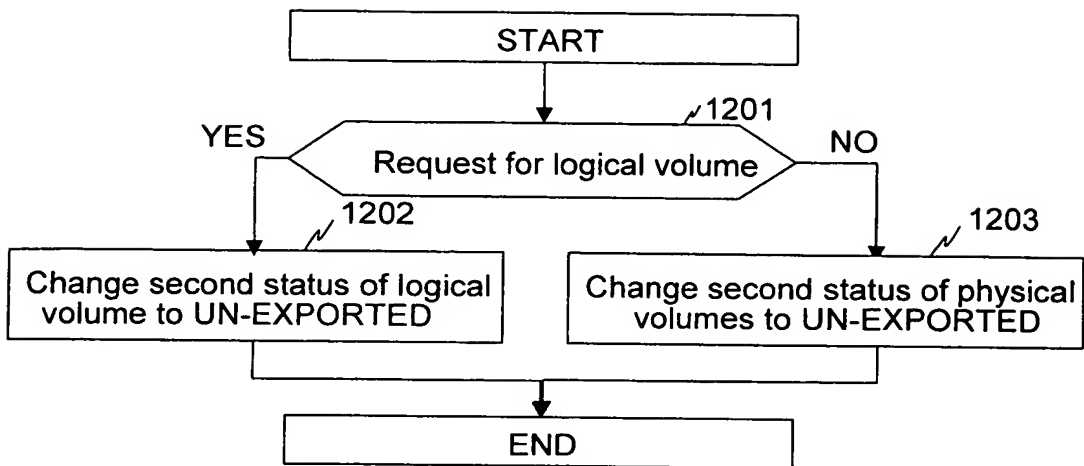 START
1201
YES
NO
Request for logical volume
1202
1203
Change second status of logical
volume to UN-EXPORTED
Change second status of physical
volumes to UN-EXPORTED
END